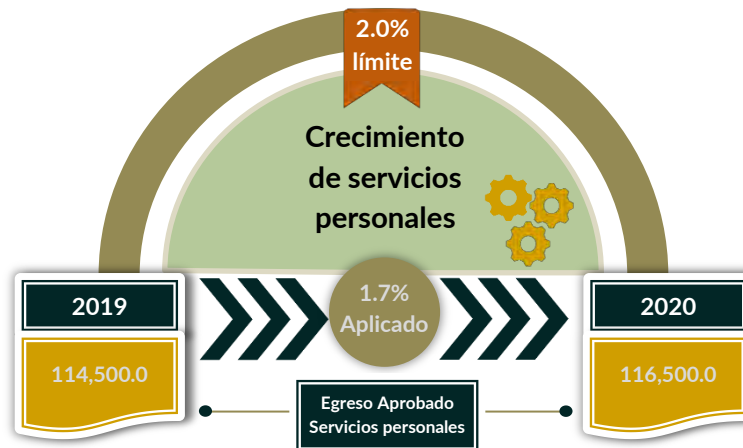 2.0%
límite
Crecimiento
de servicios
personales
2019
1.7%
Aplicado
2020
114,500.0
116,500.0
Egreso Aprobado
Servicios personales